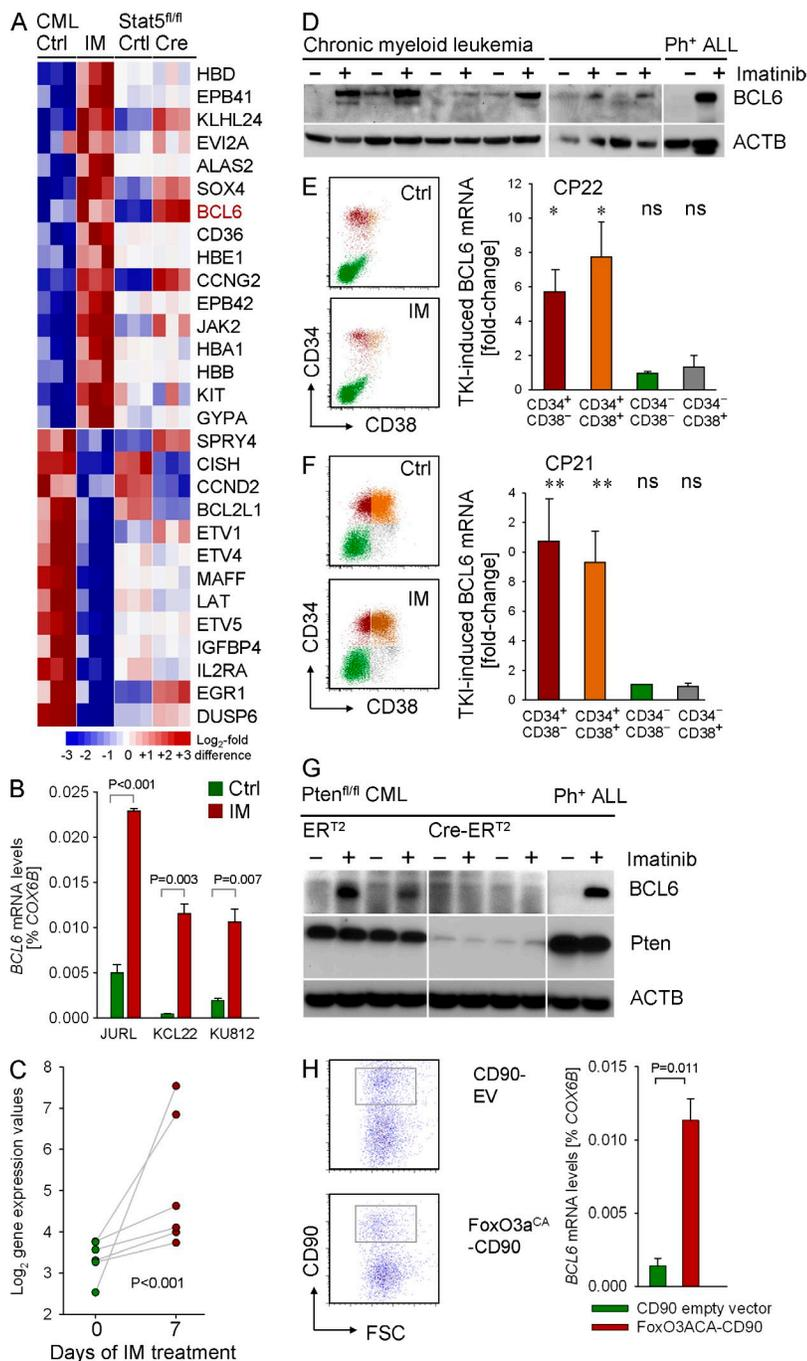 A
CML Stat5fl/fl
Ctrl IM Crtl Cre
HBD
EPB41
KLHL24
EVI2A
ALAS2
SOX4
BCL6
CD36
HBE1
CCNG2
EPB42
JAK2
HBA1
HBB
KIT
GYPA
SPRY4
CISH
CCND2
BCL2L1
ETV1
ETV4
MAFF
LAT
ETV5
IGFBP4
IL2RA
EGR1
DUSP6
-3 -2 -1 0 +1 +2 +3
Log2-fold
difference
B
BCL6 mRNA levels
[% COX6B]
0.025
0.020
0.015
0.010
0.005
0.000
P<0.001
P=0.003
P=0.007
Ctrl
IM
JURL KCL22 KU812
C
Log2 gene expression values
8
7
6
5
4
3
2
P<0.001
0 7
Days of IM treatment
D
Chronic myeloid leukemia Ph+ ALL
− + − + − + − + − + − + − + Imatinib
BCL6
ACTB
E
Ctrl
IM
CD34
CD38
CP22
TKI-induced BCL6 mRNA
[fold-change]
12
10
8
6
4
2
0
* * ns ns
CD34+ CD34+ CD34− CD34−
CD38− CD38+ CD38− CD38+
F
Ctrl
IM
CD34
CD38
CP21
TKI-induced BCL6 mRNA
[fold-change]
4
2
0
8
6
4
2
0
** ** ns ns
CD34+ CD34+ CD34− CD34−
CD38− CD38+ CD38− CD38+
G
Ptenfl/fl CML Ph+ ALL
ERT2 Cre-ERT2
− + − + − + − + − + Imatinib
BCL6
Pten
ACTB
H
CD90-
EV
FoxO3aCA
-CD90
CD90
FSC
BCL6 mRNA levels [% COX6B]
0.015
0.010
0.005
0.000
P=0.011
CD90 empty vector
FoxO3ACA-CD90